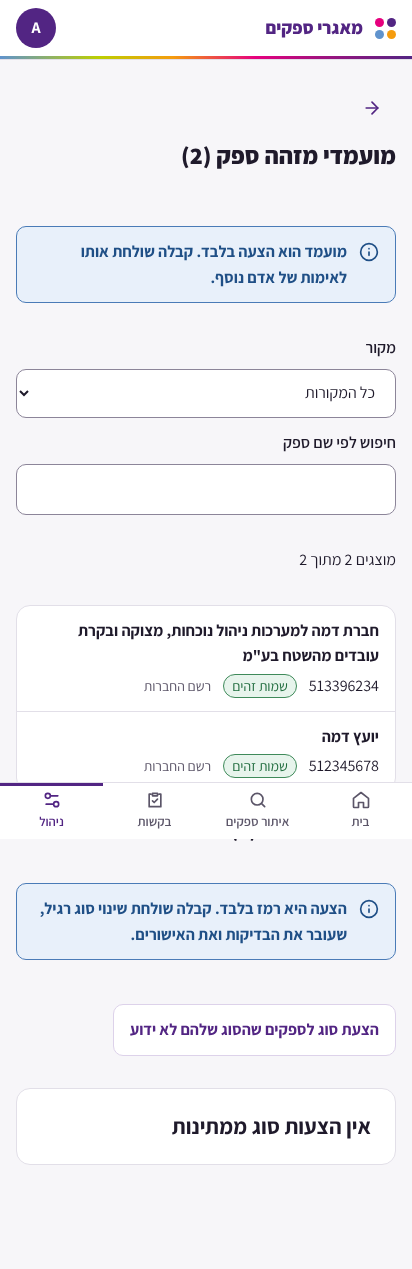 מאגרי ספקים
A
מועמדי מזהה ספק (2)
מועמד הוא הצעה בלבד. קבלה שולחת אותו
לאימות של אדם נוסף.
מקור
כל המקורות
חיפוש לפי שם ספק
מוצגים 2 מתוך 2
חברת דמה למערכות ניהול נוכחות, מצוקה ובקרת
עובדים מהשטח בע"מ
513396234 שמות זהים רשם החברות
יועץ דמה
512345678 שמות זהים רשם החברות
בית
איתור ספקים
בקשות
ניהול
הצעה היא רמז בלבד. קבלה שולחת שינוי סוג רגיל,
שעובר את הבדיקות ואת האישורים.
הצעת סוג לספקים שהסוג שלהם לא ידוע
אין הצעות סוג ממתינות